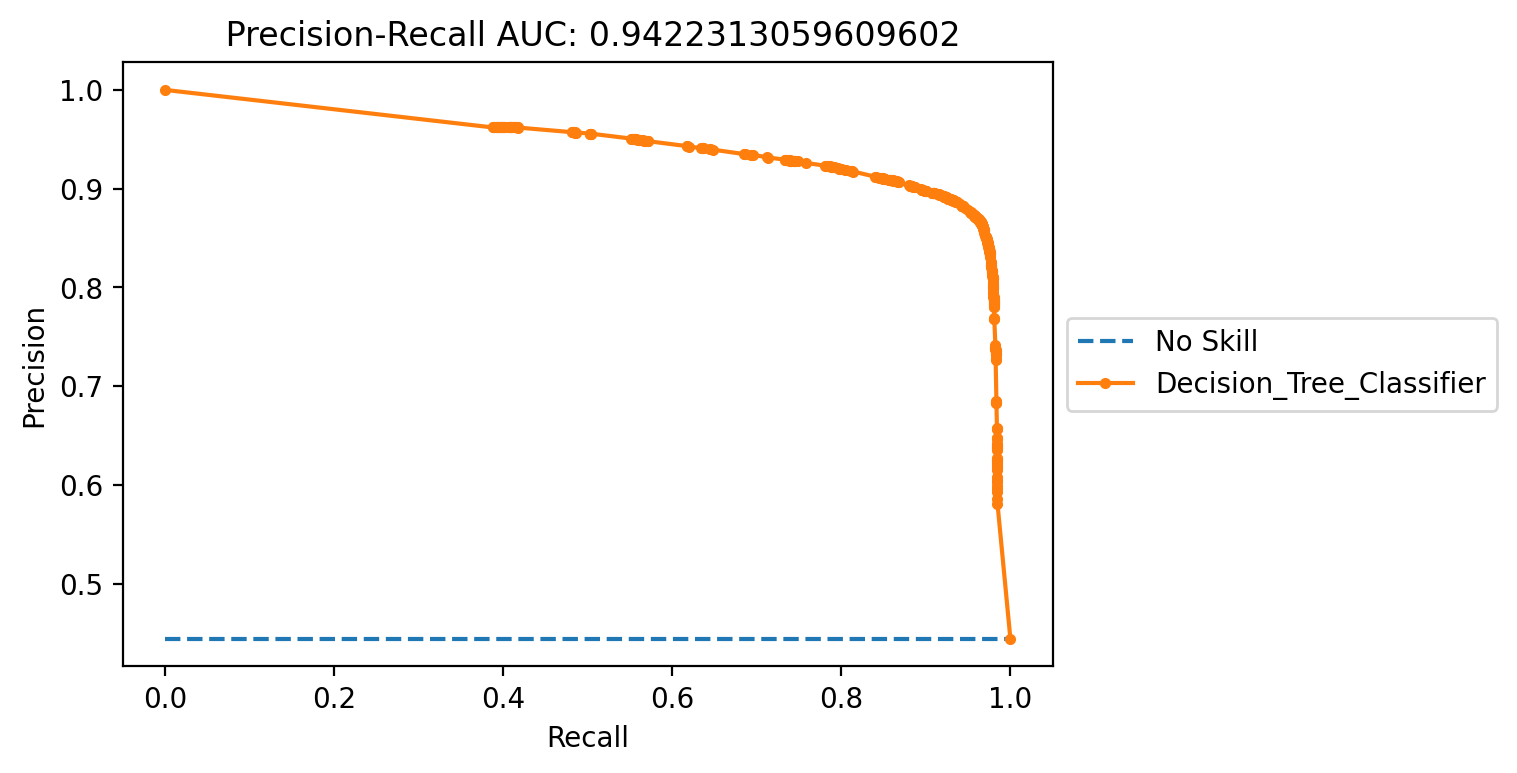 Precision-Recall AUC: 0.9422313059609602
1.0
0.9
0.8
0.7
0.6
0.5
Precision
0.0 0.2 0.4 0.6 0.8 1.0
Recall
No Skill
Decision_Tree_Classifier